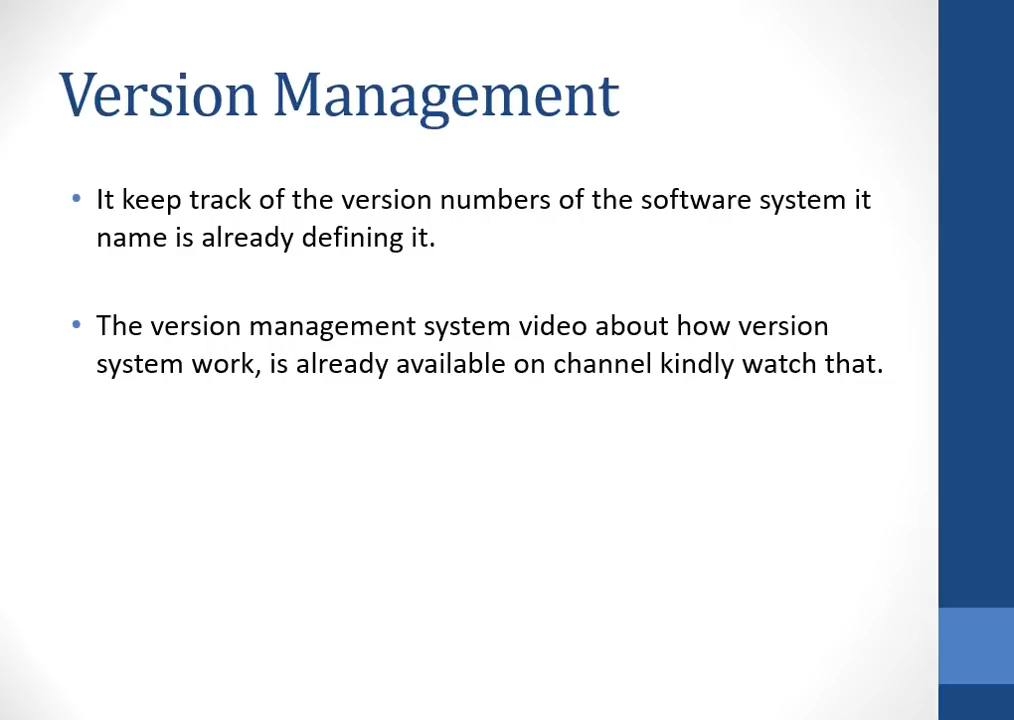 Version Management
• It keep track of the version numbers of the software system it
name is already defining it.
• The version management system video about how version
system work, is already available on channel kindly watch that.